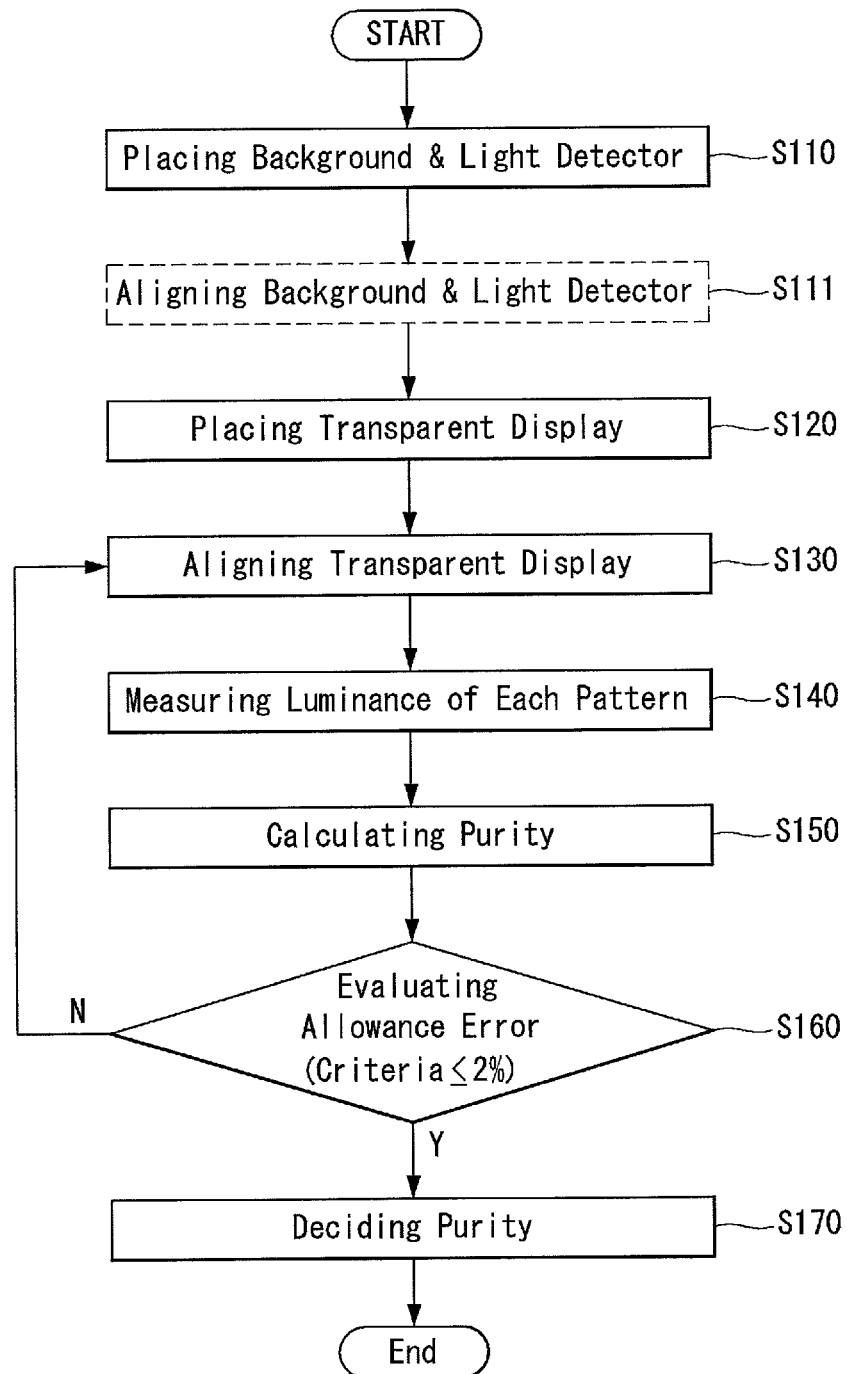 START
Placing Background & Light Detector
S110
Aligning Background & Light Detector
S111
Placing Transparent Display
S120
Aligning Transparent Display
S130
Measuring Luminance of Each Pattern
S140
Calculating Purity
S150
Evaluating
Allowance Error
(Criteria≤2%)
S160
N
Y
Deciding Purity
S170
End